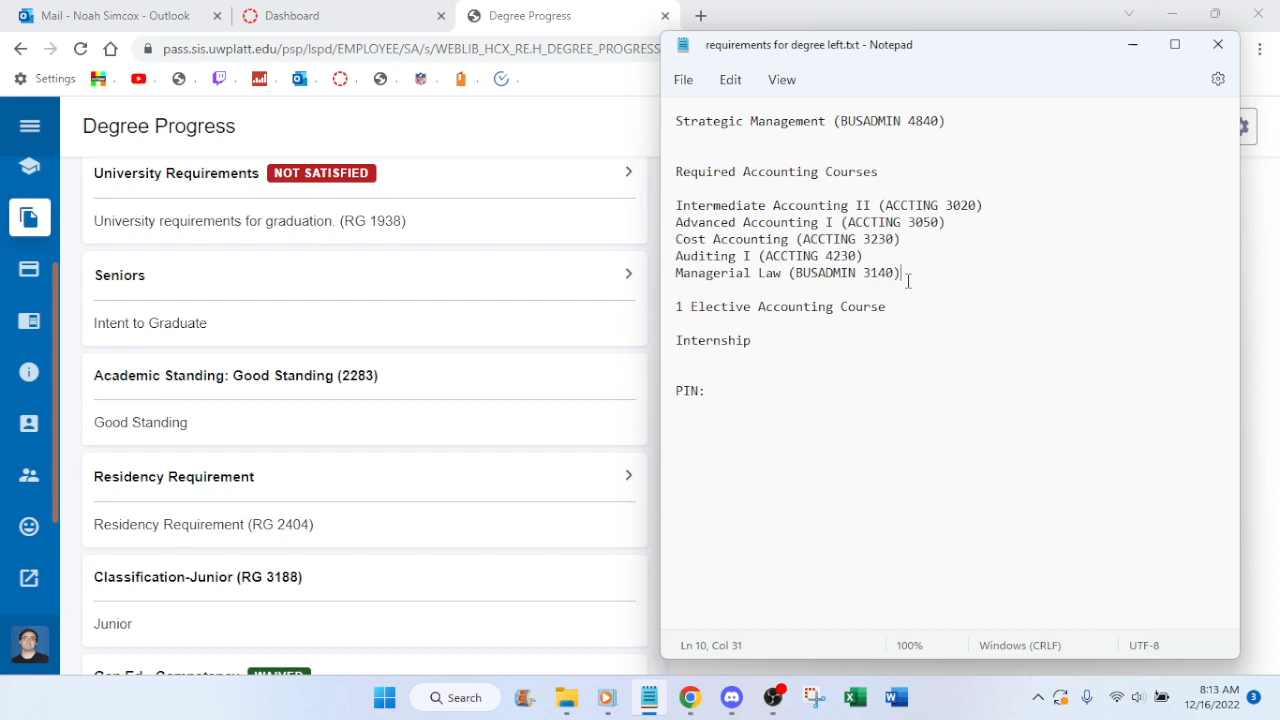 Mail - Noah Simcox - Outlook
Dashboard
Degree Progress
pass.sis.uwplatt.edu/psp/lspd/EMPLOYEE/SA/s/WEBLIB_HCX_RE.H_DEGREE_PROGRESS
Settings
Degree Progress
University Requirements NOT SATISFIED
University requirements for graduation. (RG 1938)
Seniors
Intent to Graduate
Academic Standing: Good Standing (2283)
Good Standing
Residency Requirement
Residency Requirement (RG 2404)
Classification-Junior (RG 3188)
Junior
requirements for degree left.txt - Notepad
File Edit View
Strategic Management (BUSADMIN 4840)
Required Accounting Courses
Intermediate Accounting II (ACCTING 3020)
Advanced Accounting I (ACCTING 3050)
Cost Accounting (ACCTING 3230)
Auditing I (ACCTING 4230)
Managerial Law (BUSADMIN 3140)
1 Elective Accounting Course
Internship
PIN:
Ln 10, Col 31
100%
Windows (CRLF)
UTF-8
Search
8:13 AM
12/16/2022
3